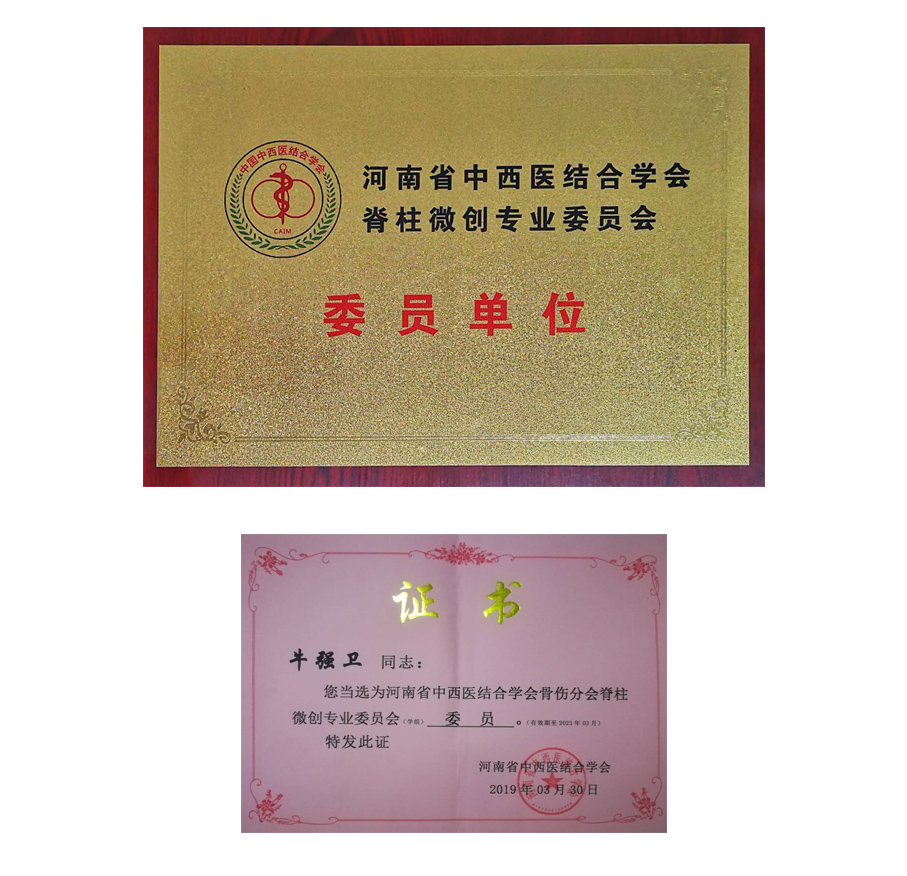 中国中西医结合学会
CAIM
河南省中西医结合学会
脊柱微创专业委员会
委员单位
证书
牛强卫 同志：
您当选为河南省中西医结合学会骨伤分会脊柱
微创专业委员会（学组） 委 员 。（有效期至 2023 年 03 月）
特发此证
河南省中西医结合学会
2019 年 03 月 30 日